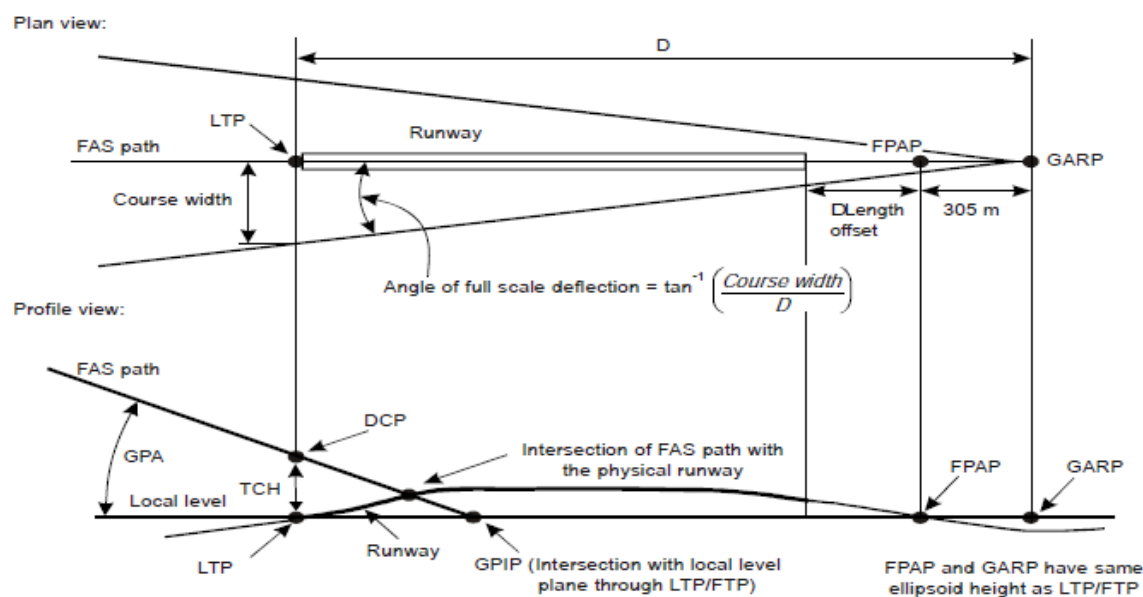 Plan view:
D
LTP
Runway
FAS path
FPAP
GARP
Course width
DLength
offset
305 m
Angle of full scale deflection = tan⁻¹ (Course width / D)
Profile view:
FAS path
DCP
GPA
Intersection of FAS path with
the physical runway
TCH
FPAP
GARP
Local level
Runway
LTP
GPIP (Intersection with local level
plane through LTP/FTP)
FPAP and GARP have same
ellipsoid height as LTP/FTP